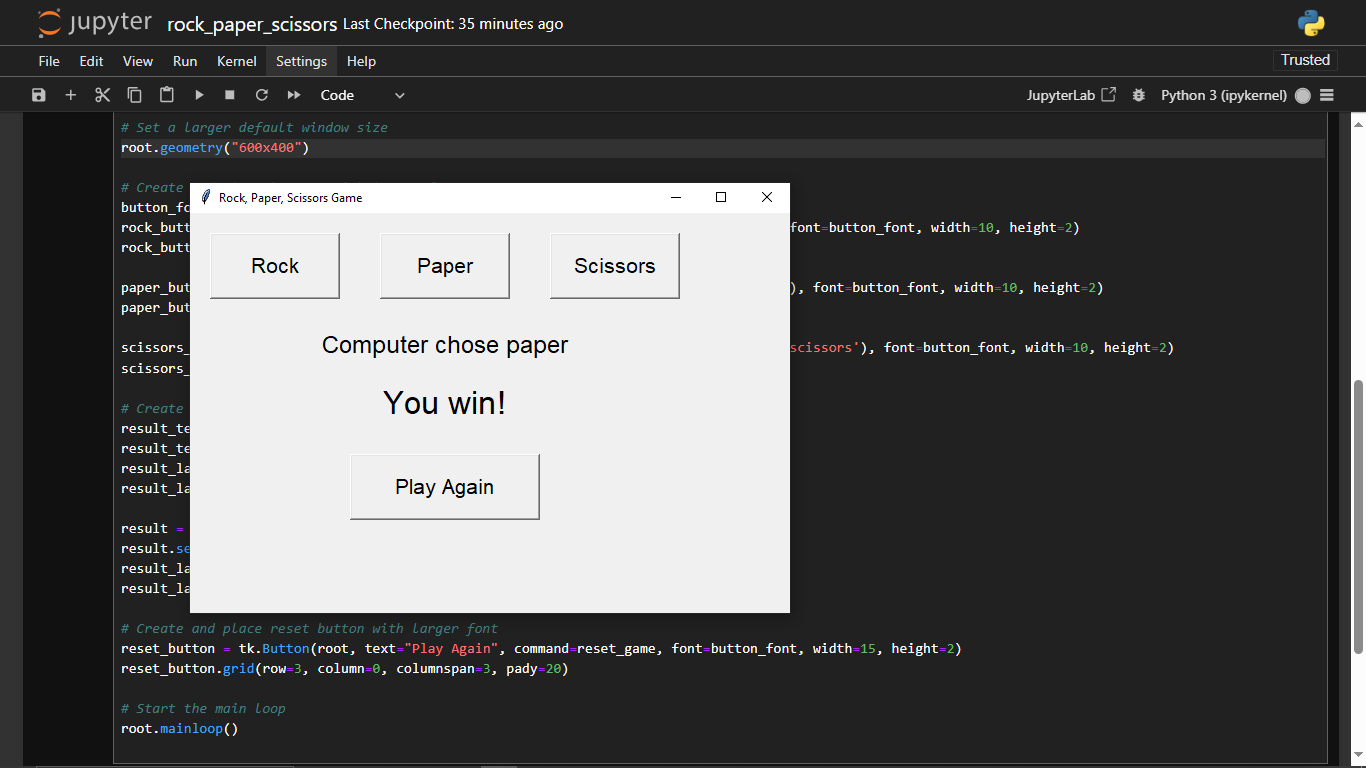 jupyter rock_paper_scissors Last Checkpoint: 35 minutes ago
File Edit View Run Kernel Settings Help Trusted
Code JupyterLab Python 3 (ipykernel)
# Set a larger default window size
root.geometry("600x400")
# Create
button_fo
rock_butt font=button_font, width=10, height=2)
rock_butt
paper_but ), font=button_font, width=10, height=2)
paper_but
scissors_ scissors'), font=button_font, width=10, height=2)
scissors_
# Create
result_te
result_te
result_la
result_la
result =
result.se
result_la
result_la
# Create and place reset button with larger font
reset_button = tk.Button(root, text="Play Again", command=reset_game, font=button_font, width=15, height=2)
reset_button.grid(row=3, column=0, columnspan=3, pady=20)
# Start the main loop
root.mainloop()
Rock, Paper, Scissors Game
Rock Paper Scissors
Computer chose paper
You win!
Play Again